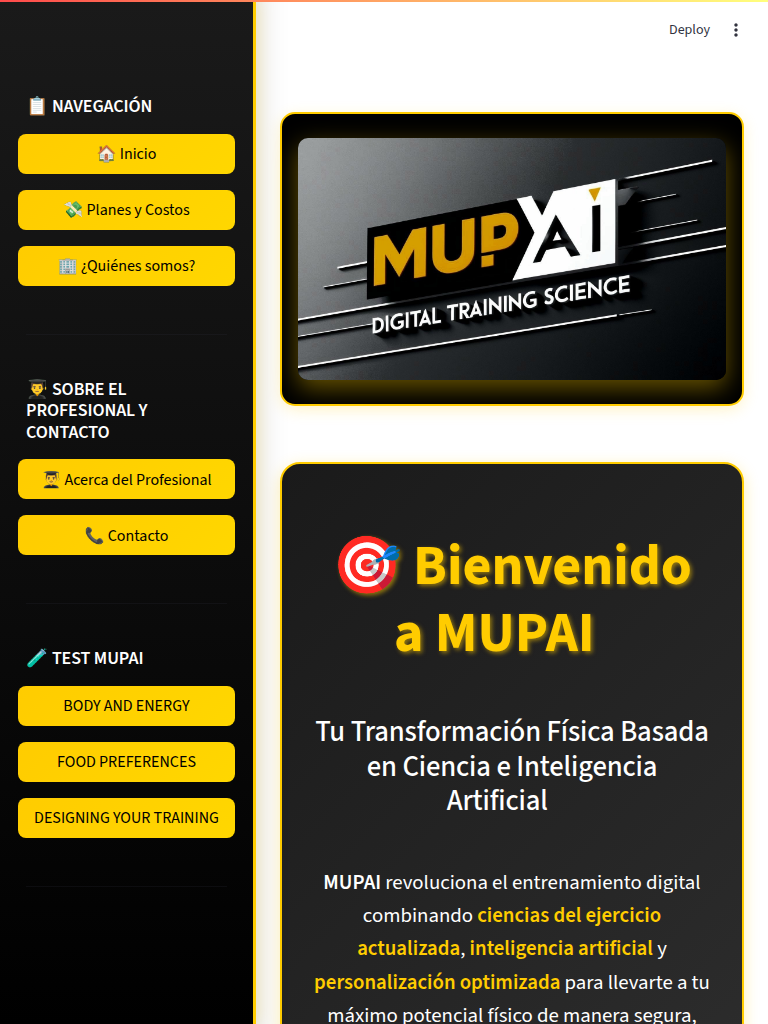 Deploy
📋 NAVEGACIÓN
🏠 Inicio
💸 Planes y Costos
🏢 ¿Quiénes somos?
👨‍🎓 SOBRE EL
PROFESIONAL Y
CONTACTO
👨‍🎓 Acerca del Profesional
📞 Contacto
🧪 TEST MUPAI
BODY AND ENERGY
FOOD PREFERENCES
DESIGNING YOUR TRAINING
MUPAI
DIGITAL TRAINING SCIENCE
🎯 Bienvenido
a MUPAI
Tu Transformación Física Basada
en Ciencia e Inteligencia
Artificial
MUPAI revoluciona el entrenamiento digital
combinando ciencias del ejercicio
actualizada, inteligencia artificial y
personalización optimizada para llevarte a tu
máximo potencial físico de manera segura,